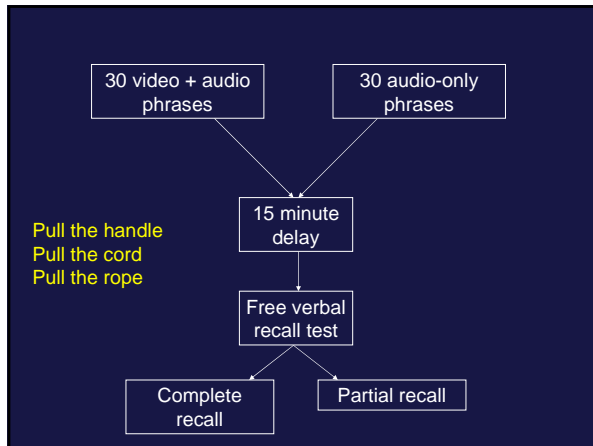 30 video + audio
phrases
30 audio-only
phrases
15 minute
delay
Pull the handle
Pull the cord
Pull the rope
Free verbal
recall test
Complete
recall
Partial recall